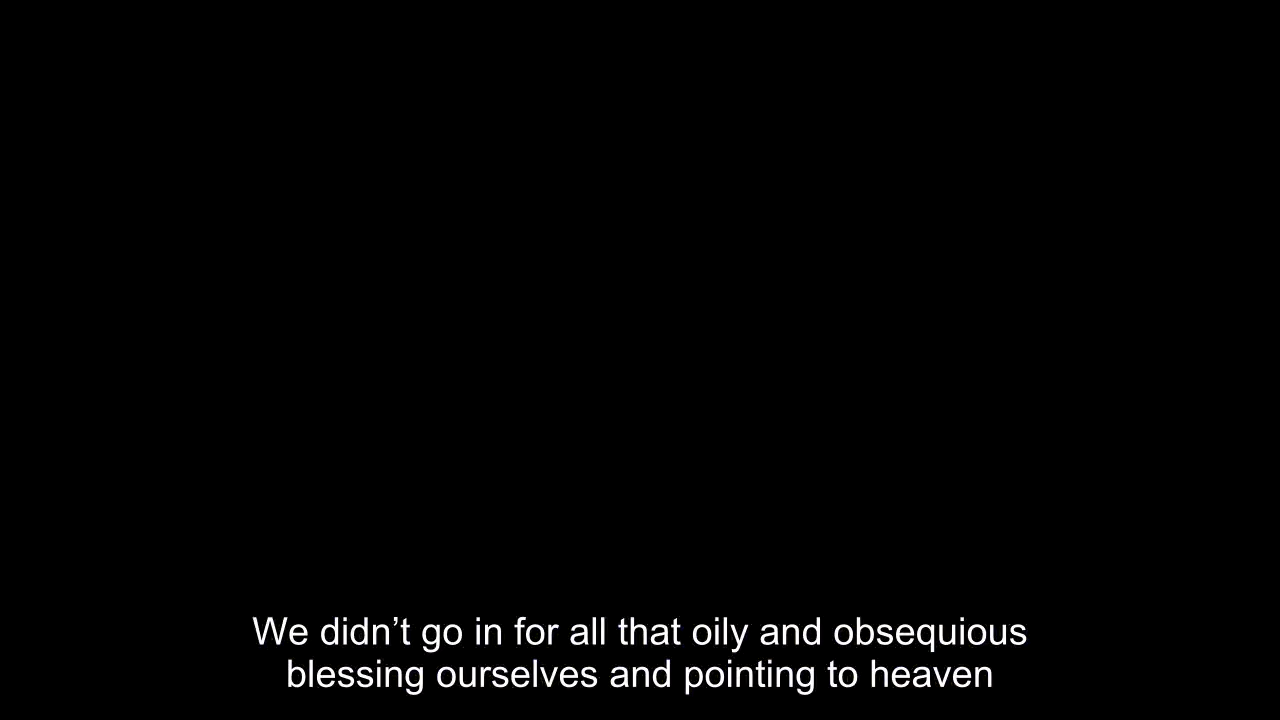 We didn’t go in for all that oily and obsequious
blessing ourselves and pointing to heaven